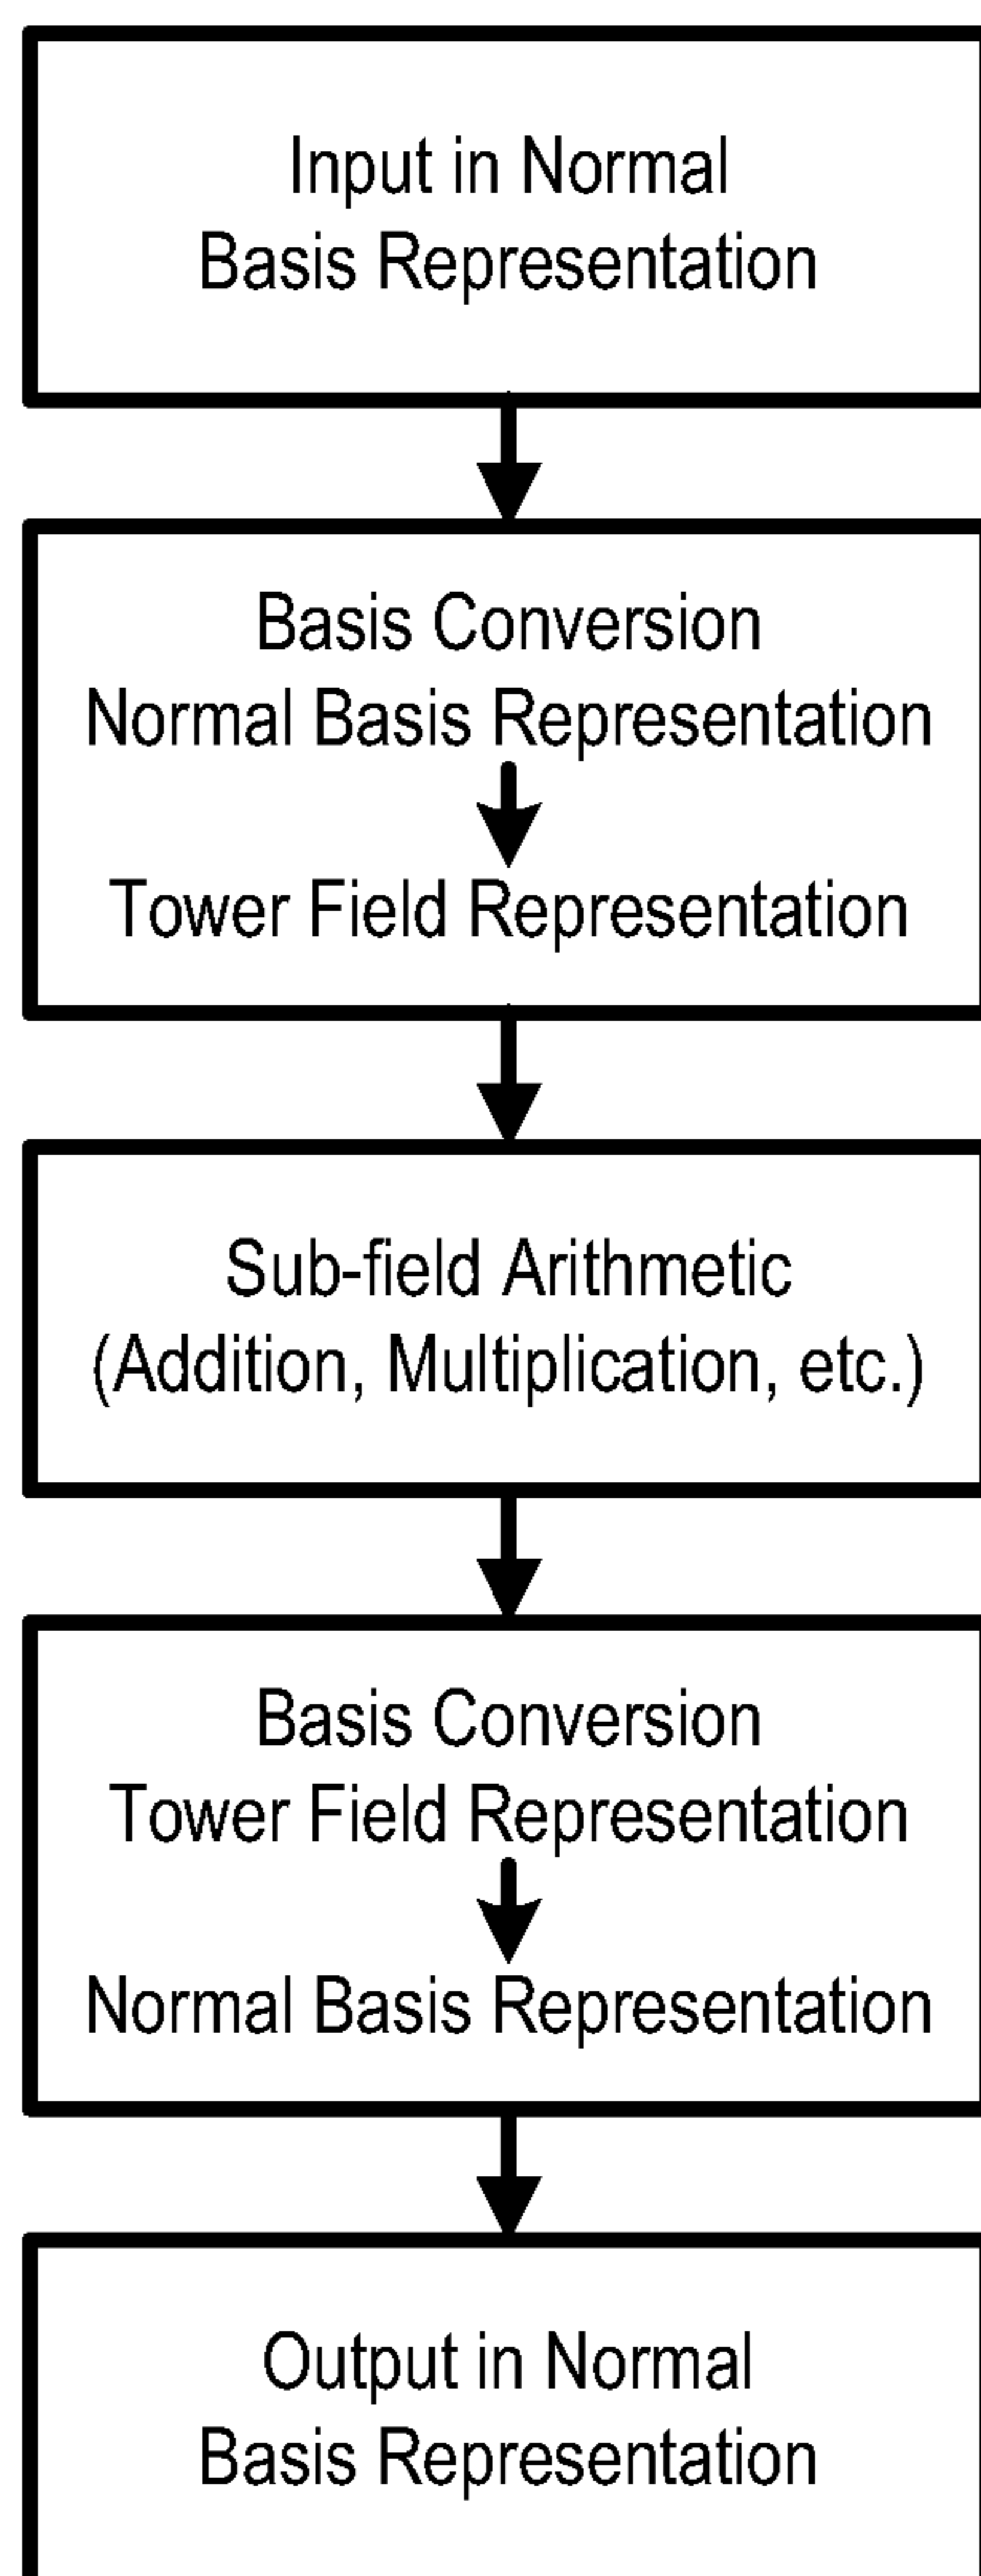 Input in Normal
Basis Representation
Basis Conversion
Normal Basis Representation
Tower Field Representation
Sub-field Arithmetic
(Addition, Multiplication, etc.)
Basis Conversion
Tower Field Representation
Normal Basis Representation
Output in Normal
Basis Representation